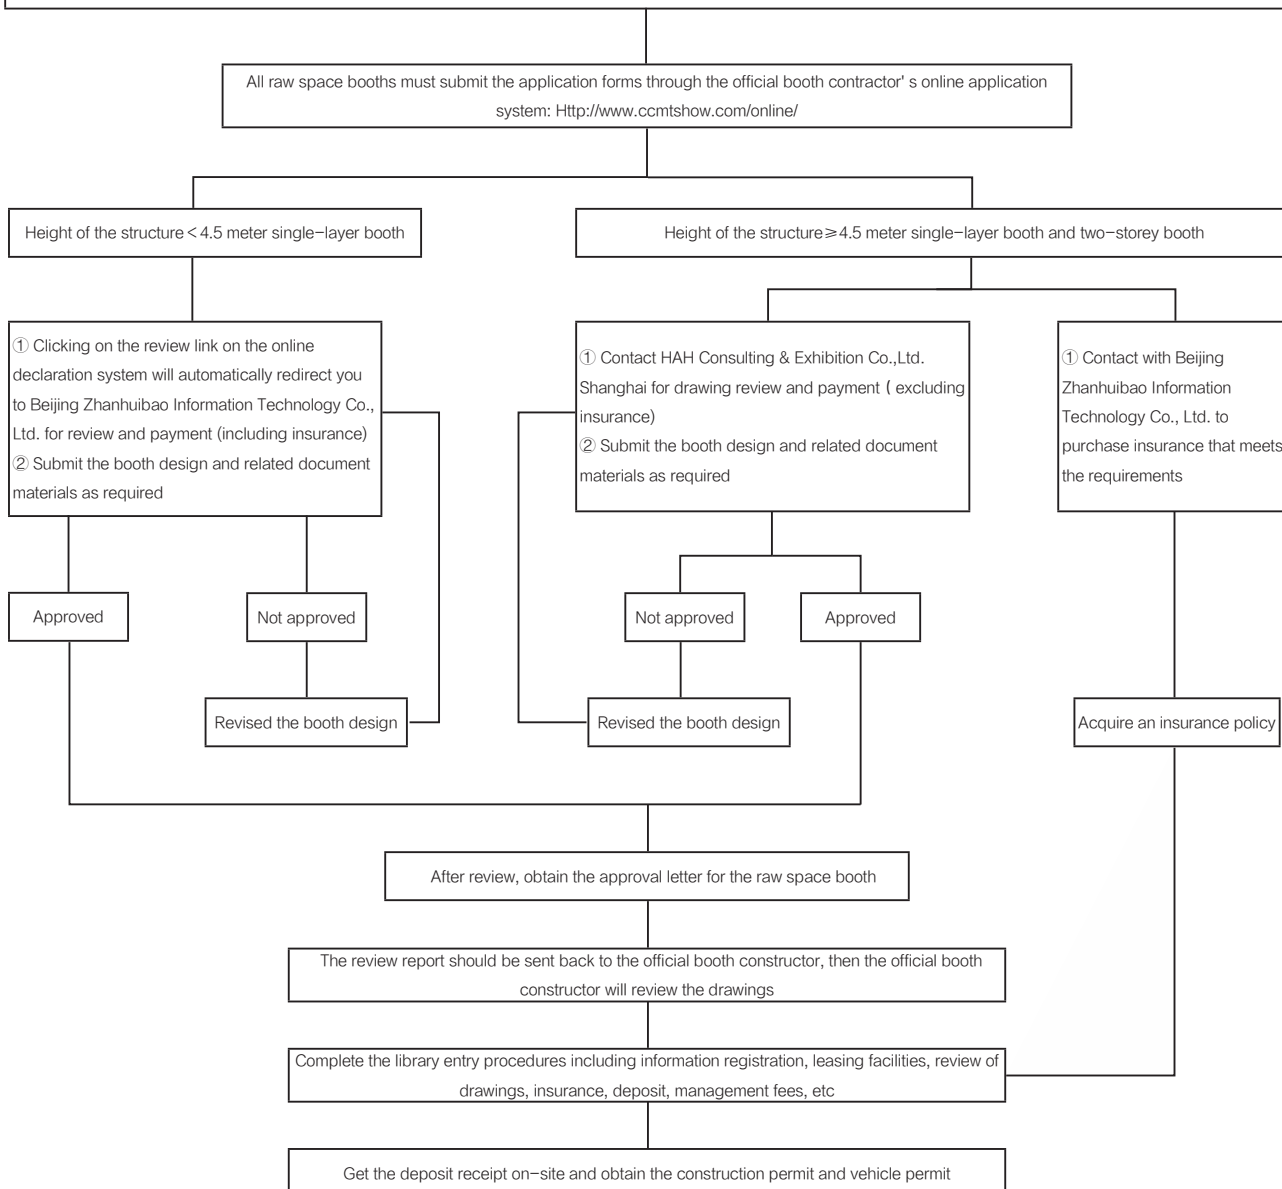 All raw space booths must submit the application forms through the official booth contractor' s online application
system: Http://www.ccmtshow.com/online/
Height of the structure＜4.5 meter single-layer booth
Height of the structure≥4.5 meter single-layer booth and two-storey booth
① Clicking on the review link on the online
declaration system will automatically redirect you
to Beijing Zhanhuibao Information Technology Co.,
Ltd. for review and payment (including insurance)
② Submit the booth design and related document
materials as required
① Contact HAH Consulting & Exhibition Co.,Ltd.
Shanghai for drawing review and payment ( excluding
insurance)
② Submit the booth design and related document
materials as required
① Contact with Beijing
Zhanhuibao Information
Technology Co., Ltd. to
purchase insurance that meets
the requirements
Approved
Not approved
Not approved
Approved
Revised the booth design
Revised the booth design
Acquire an insurance policy
After review, obtain the approval letter for the raw space booth
The review report should be sent back to the official booth constructor, then the official booth
constructor will review the drawings
Complete the library entry procedures including information registration, leasing facilities, review of
drawings, insurance, deposit, management fees, etc
Get the deposit receipt on-site and obtain the construction permit and vehicle permit